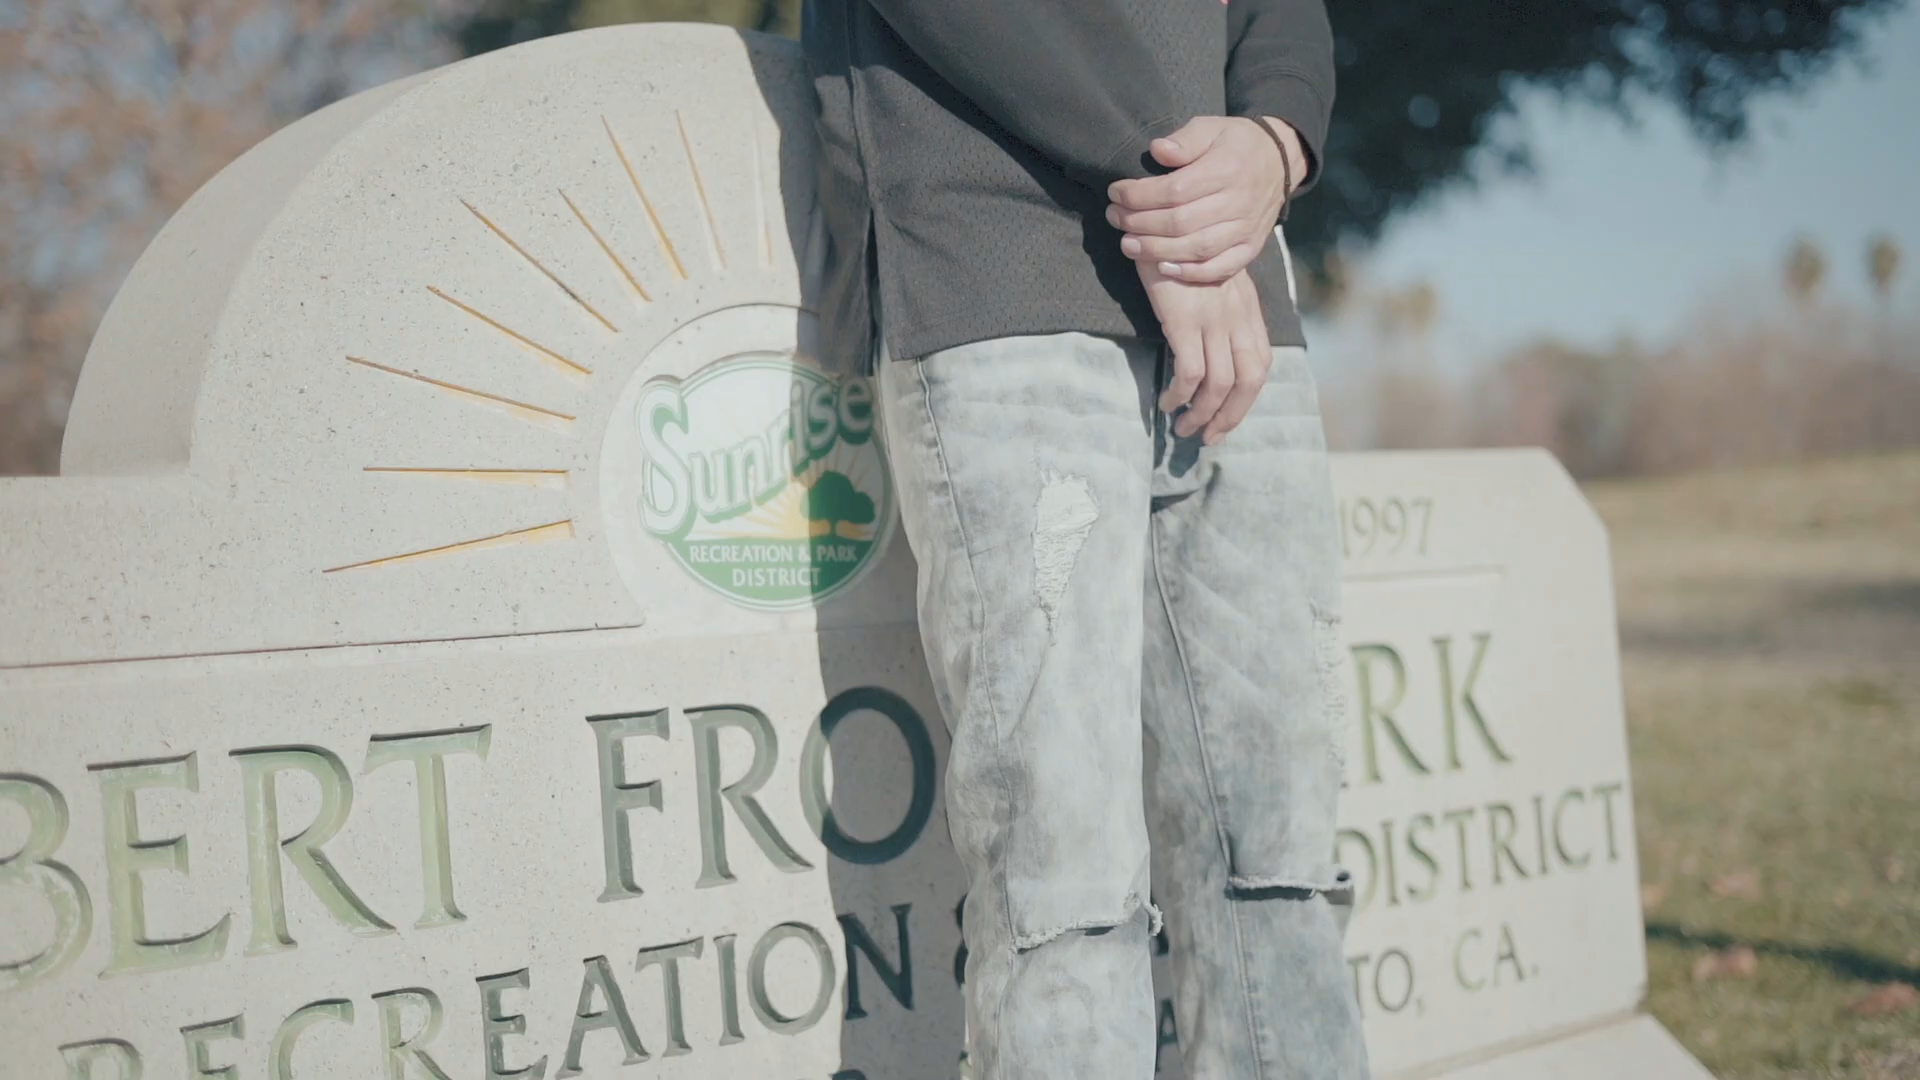 1997
Sunrise
RECREATION & PARK
DISTRICT
BERT FRO RK
RECREATION & DISTRICT
TO, CA.